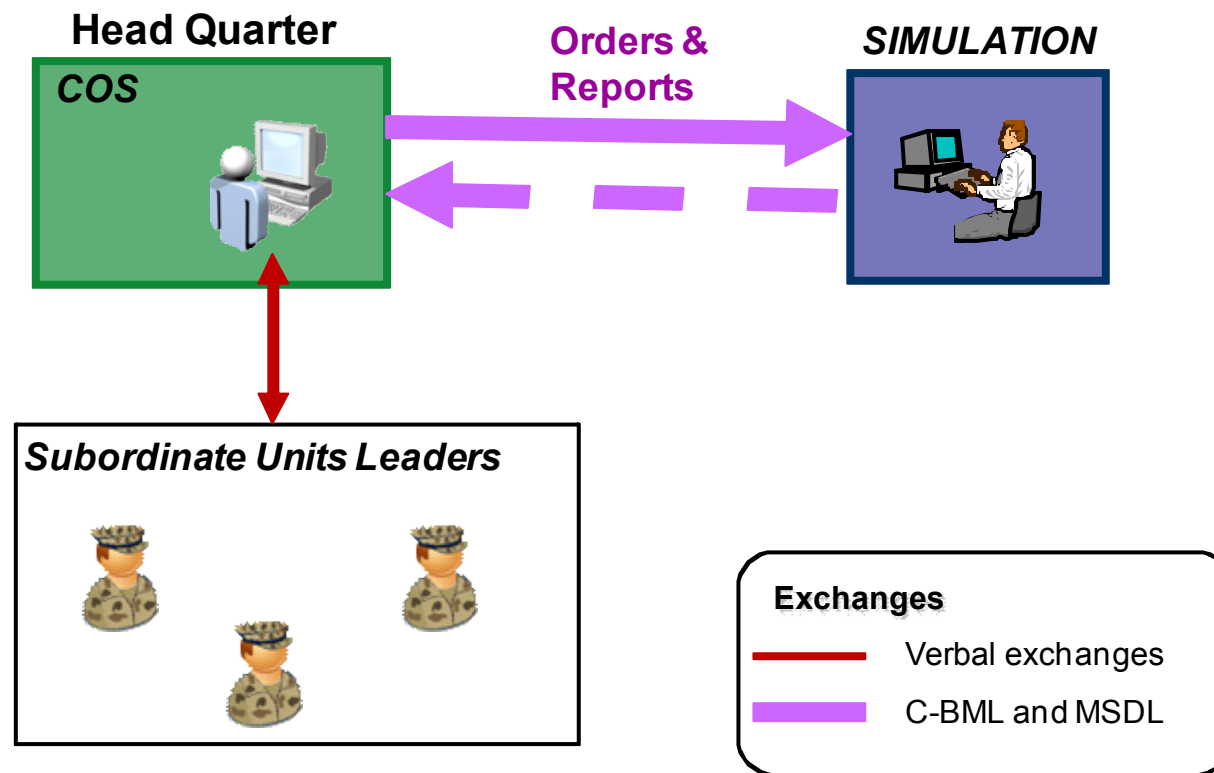 Head Quarter
COS
Orders &
Reports
SIMULATION
Subordinate Units Leaders
Exchanges
Verbal exchanges
C-BML and MSDL